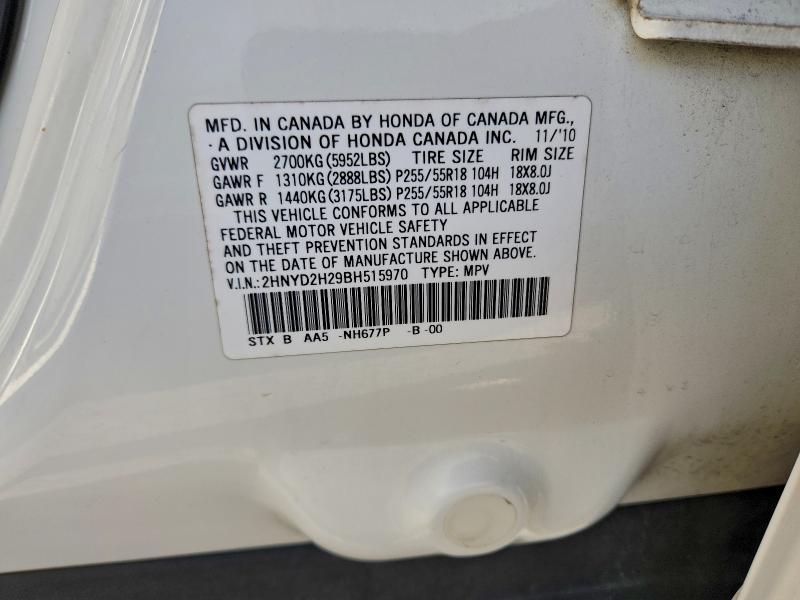 MFD. IN CANADA BY HONDA OF CANADA MFG.,
A DIVISION OF HONDA CANADA INC. 11/'10
GVWR 2700KG(5952LBS) TIRE SIZE RIM SIZE
GAWR F 1310KG(2888LBS) P255/55R18 104H 18X8.0J
GAWR R 1440KG(3175LBS) P255/55R18 104H 18X8.0J
THIS VEHICLE CONFORMS TO ALL APPLICABLE
FEDERAL MOTOR VEHICLE SAFETY
AND THEFT PREVENTION STANDARDS IN EFFECT
ON THE DATE OF MANUFACTURE SHOWN ABOVE.
V.I.N.:2HNYD2H29BH515970 TYPE: MPV
STX B AA5 -NH677P -B-00